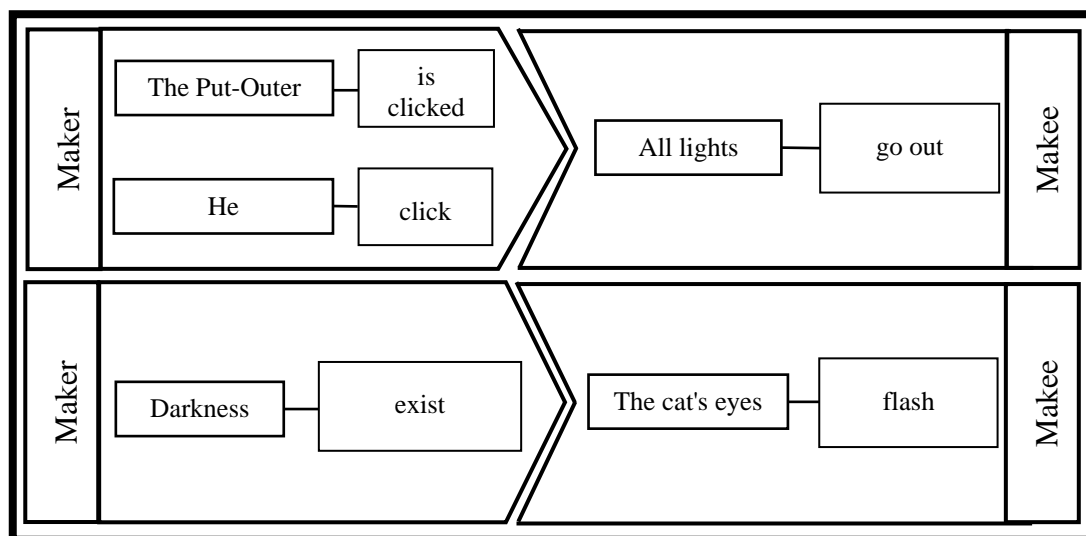 Maker
The Put-Outer
is
clicked
He
click
All lights
go out
Makee
Maker
Darkness
exist
The cat's eyes
flash
Makee